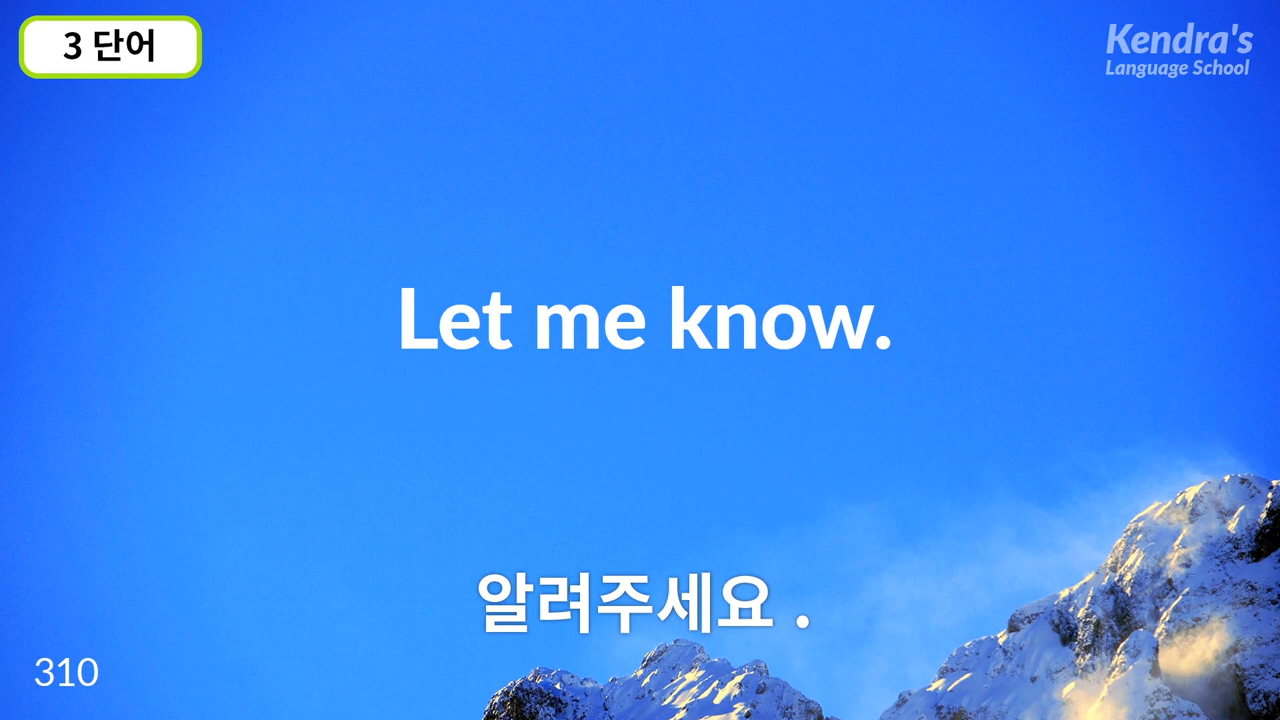 3 단어
Kendra's
Language School
Let me know.
알려주세요 .
310